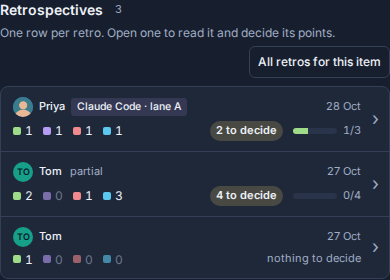 Retrospectives 3
One row per retro. Open one to read it and decide its points.
All retros for this item
Priya Claude Code · lane A 28 Oct
1 1 1 1 2 to decide 1/3
TO Tom partial 27 Oct
2 0 1 3 4 to decide 0/4
TO Tom 27 Oct
1 0 0 0 nothing to decide